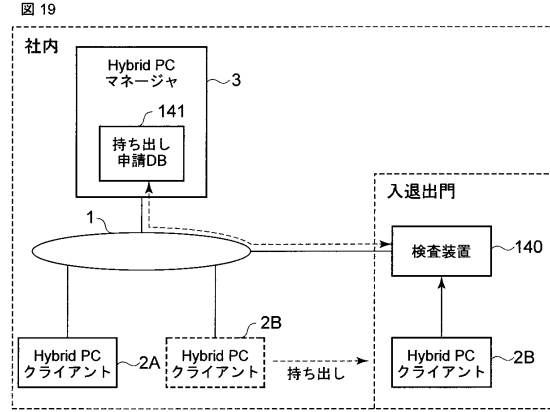 図 19
社内
Hybrid PC
マネージャ
3
141
持ち出し
申請DB
入退出門
1
検査装置
140
2B
Hybrid PC
クライアント
2A
Hybrid PC
クライアント
持ち出し
Hybrid PC
クライアント
2B